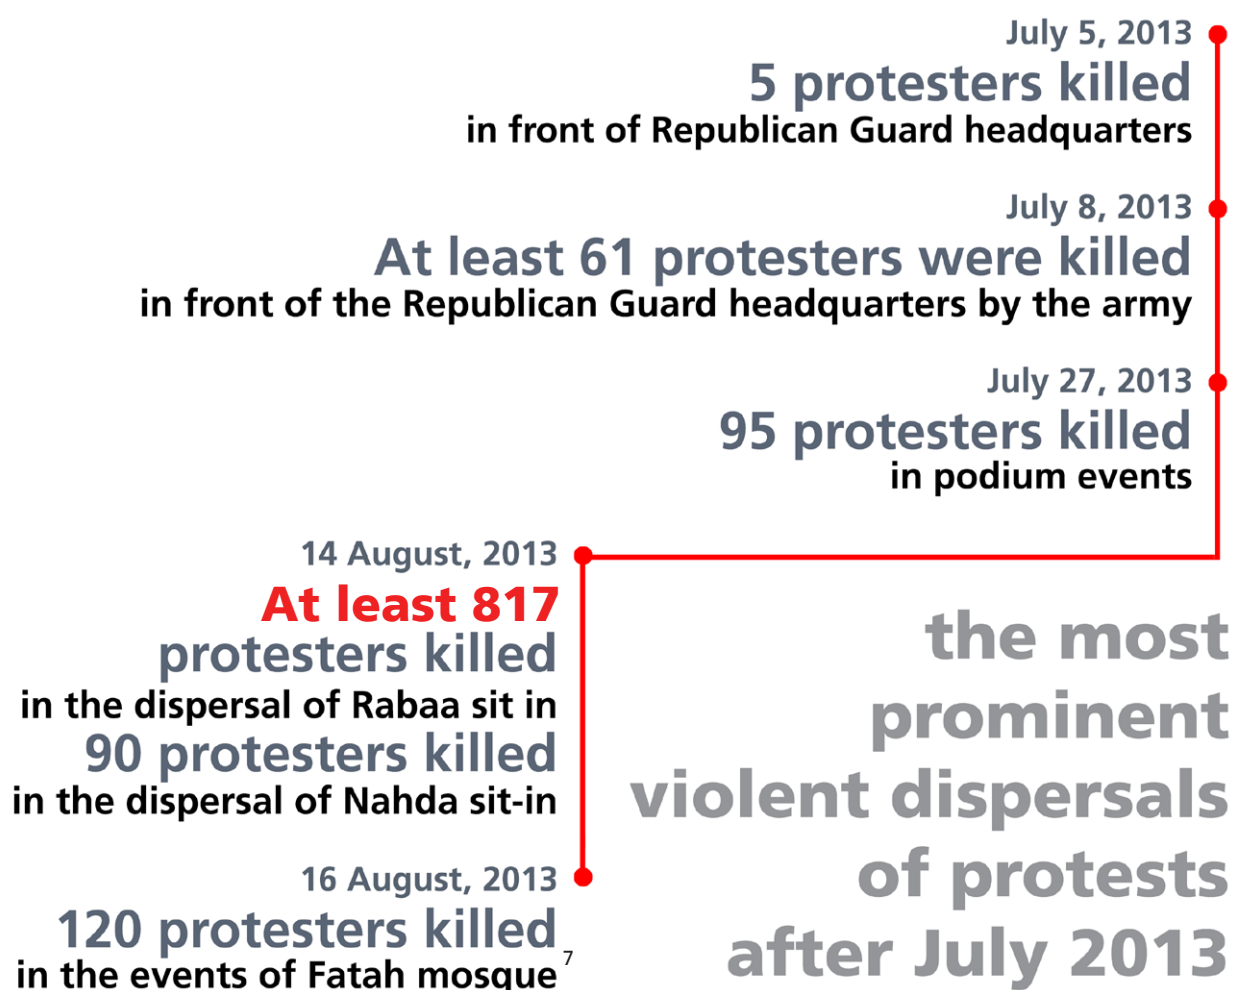 July 5, 2013
5 protesters killed
in front of Republican Guard headquarters
July 8, 2013
At least 61 protesters were killed
in front of the Republican Guard headquarters by the army
July 27, 2013
95 protesters killed
in podium events
14 August, 2013
At least 817
protesters killed
in the dispersal of Rabaa sit in
90 protesters killed
in the dispersal of Nahda sit-in
16 August, 2013
120 protesters killed
in the events of Fatah mosque 7
the most
prominent
violent dispersals
of protests
after July 2013